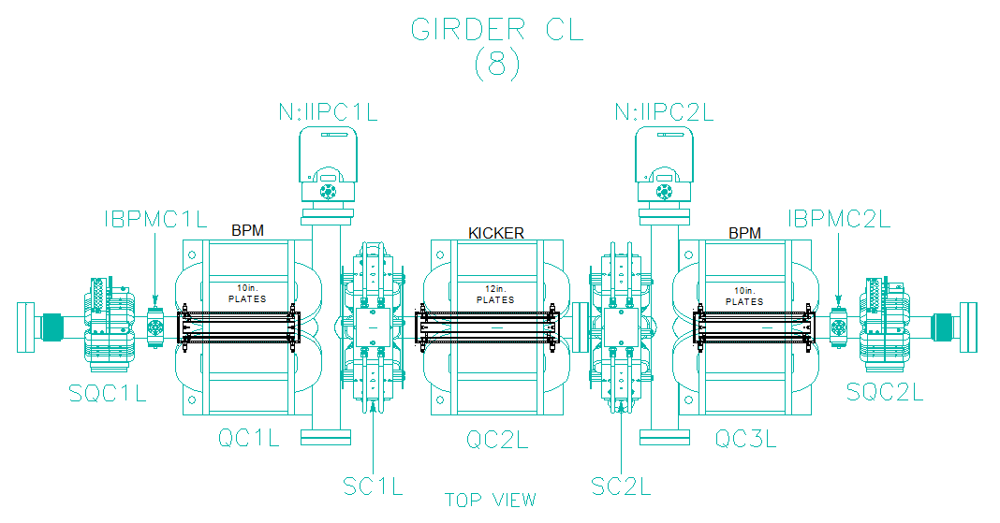 GIRDER CL
(8)
N:IIPC1L
N:IIPC2L
IBPMC1L
BPM
KICKER
BPM
IBPMC2L
10in.
PLATES
12in.
PLATES
10in.
PLATES
SQC1L
SQC2L
QC1L
QC2L
QC3L
SC1L
SC2L
TOP VIEW